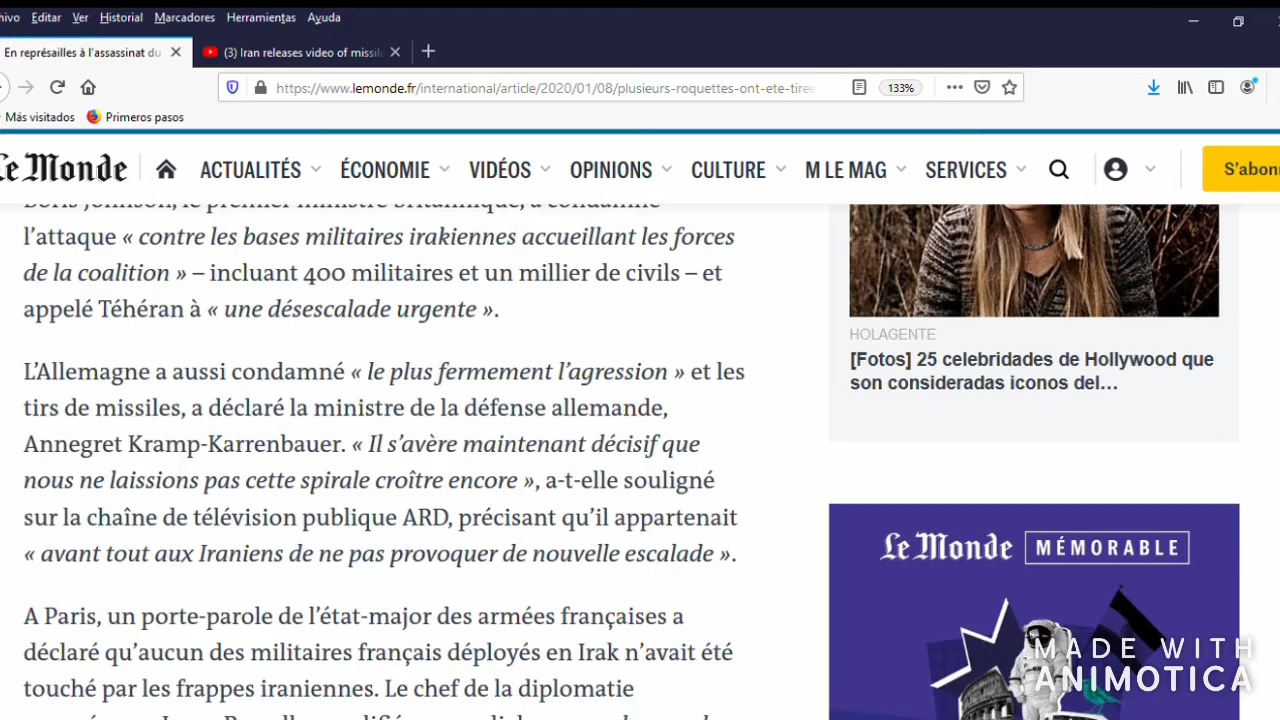 hivo Editar Ver Historial Marcadores Herramientas Ayuda
En représailles à l'assassinat du
(3) Iran releases video of missil
https://www.lemonde.fr/international/article/2020/01/08/plusieurs-roquettes-ont-ete-tiree
133%
Más visitados Primeros pasos
Le Monde ACTUALITÉS ÉCONOMIE VIDÉOS OPINIONS CULTURE M LE MAG SERVICES S'abon
Boris Johnson, le premier ministre britannique, a condamné
l'attaque « contre les bases militaires irakiennes accueillant les forces
de la coalition » – incluant 400 militaires et un millier de civils – et
appelé Téhéran à « une désescalade urgente ».
L'Allemagne a aussi condamné « le plus fermement l'agression » et les
tirs de missiles, a déclaré la ministre de la défense allemande,
Annegret Kramp-Karrenbauer. « Il s'avère maintenant décisif que
nous ne laissions pas cette spirale croître encore », a-t-elle souligné
sur la chaîne de télévision publique ARD, précisant qu'il appartenait
« avant tout aux Iraniens de ne pas provoquer de nouvelle escalade ».
A Paris, un porte-parole de l'état-major des armées françaises a
déclaré qu'aucun des militaires français déployés en Irak n'avait été
touché par les frappes iraniennes. Le chef de la diplomatie
HOLAGENTE
[Fotos] 25 celebridades de Hollywood que
son consideradas iconos del…
Le Monde MÉMORABLE
MADE WITH
ANIMOTICA